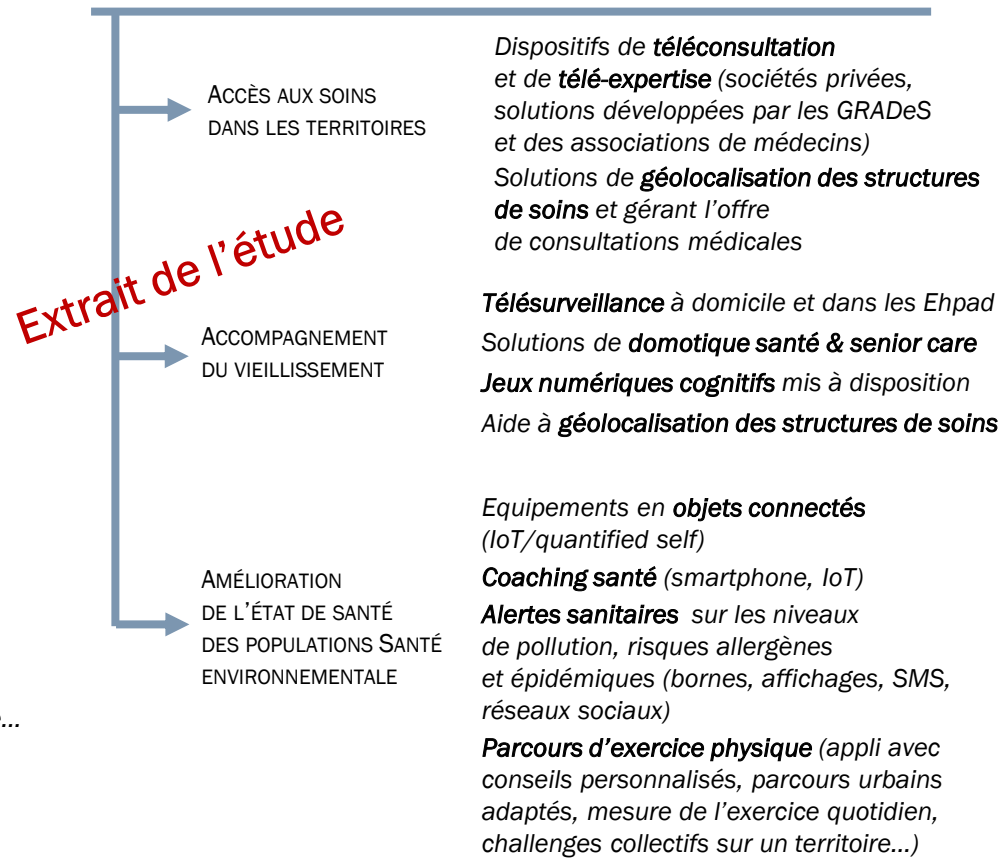 Accès aux soins
dans les territoires
Dispositifs de téléconsultation
et de télé-expertise (sociétés privées,
solutions développées par les GRADeS
et des associations de médecins)
Solutions de géolocalisation des structures
de soins et gérant l’offre
de consultations médicales
Extrait de l’étude
Accompagnement
du vieillissement
Télésurveillance à domicile et dans les Ehpad
Solutions de domotique santé & senior care
Jeux numériques cognitifs mis à disposition
Aide à géolocalisation des structures de soins
Amélioration
de l’état de santé
des populations Santé
environnementale
Equipements en objets connectés
(IoT/quantified self)
Coaching santé (smartphone, IoT)
Alertes sanitaires sur les niveaux
de pollution, risques allergènes
et épidémiques (bornes, affichages, SMS,
réseaux sociaux)
Parcours d’exercice physique (appli avec
conseils personnalisés, parcours urbains
adaptés, mesure de l’exercice quotidien,
challenges collectifs sur un territoire...)